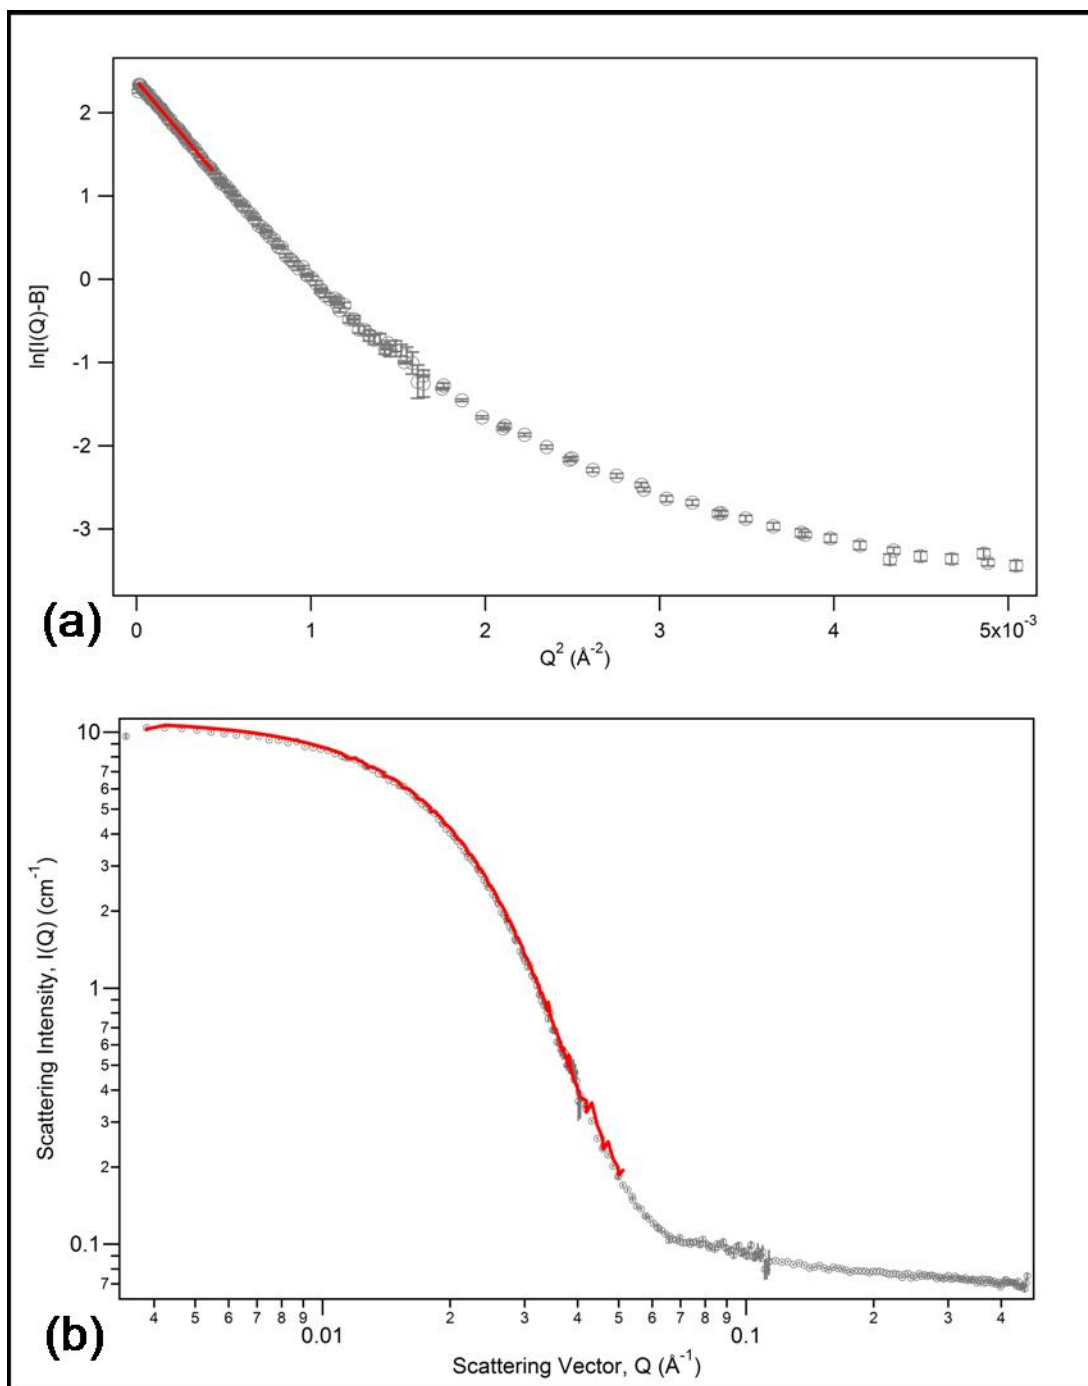 ln[I(Q)-B]
2
1
0
-1
-2
-3
0 1 2 3 4 5x10⁻³
Q² (Å⁻²)
(a)
Scattering Intensity, I(Q) (cm⁻¹)
10
7
6
5
4
3
2
1
7
6
5
4
3
2
0.1
7
4 5 6 7 8 9 0.01 2 3 4 5 6 7 8 9 0.1 2 3 4
Scattering Vector, Q (Å⁻¹)
(b)